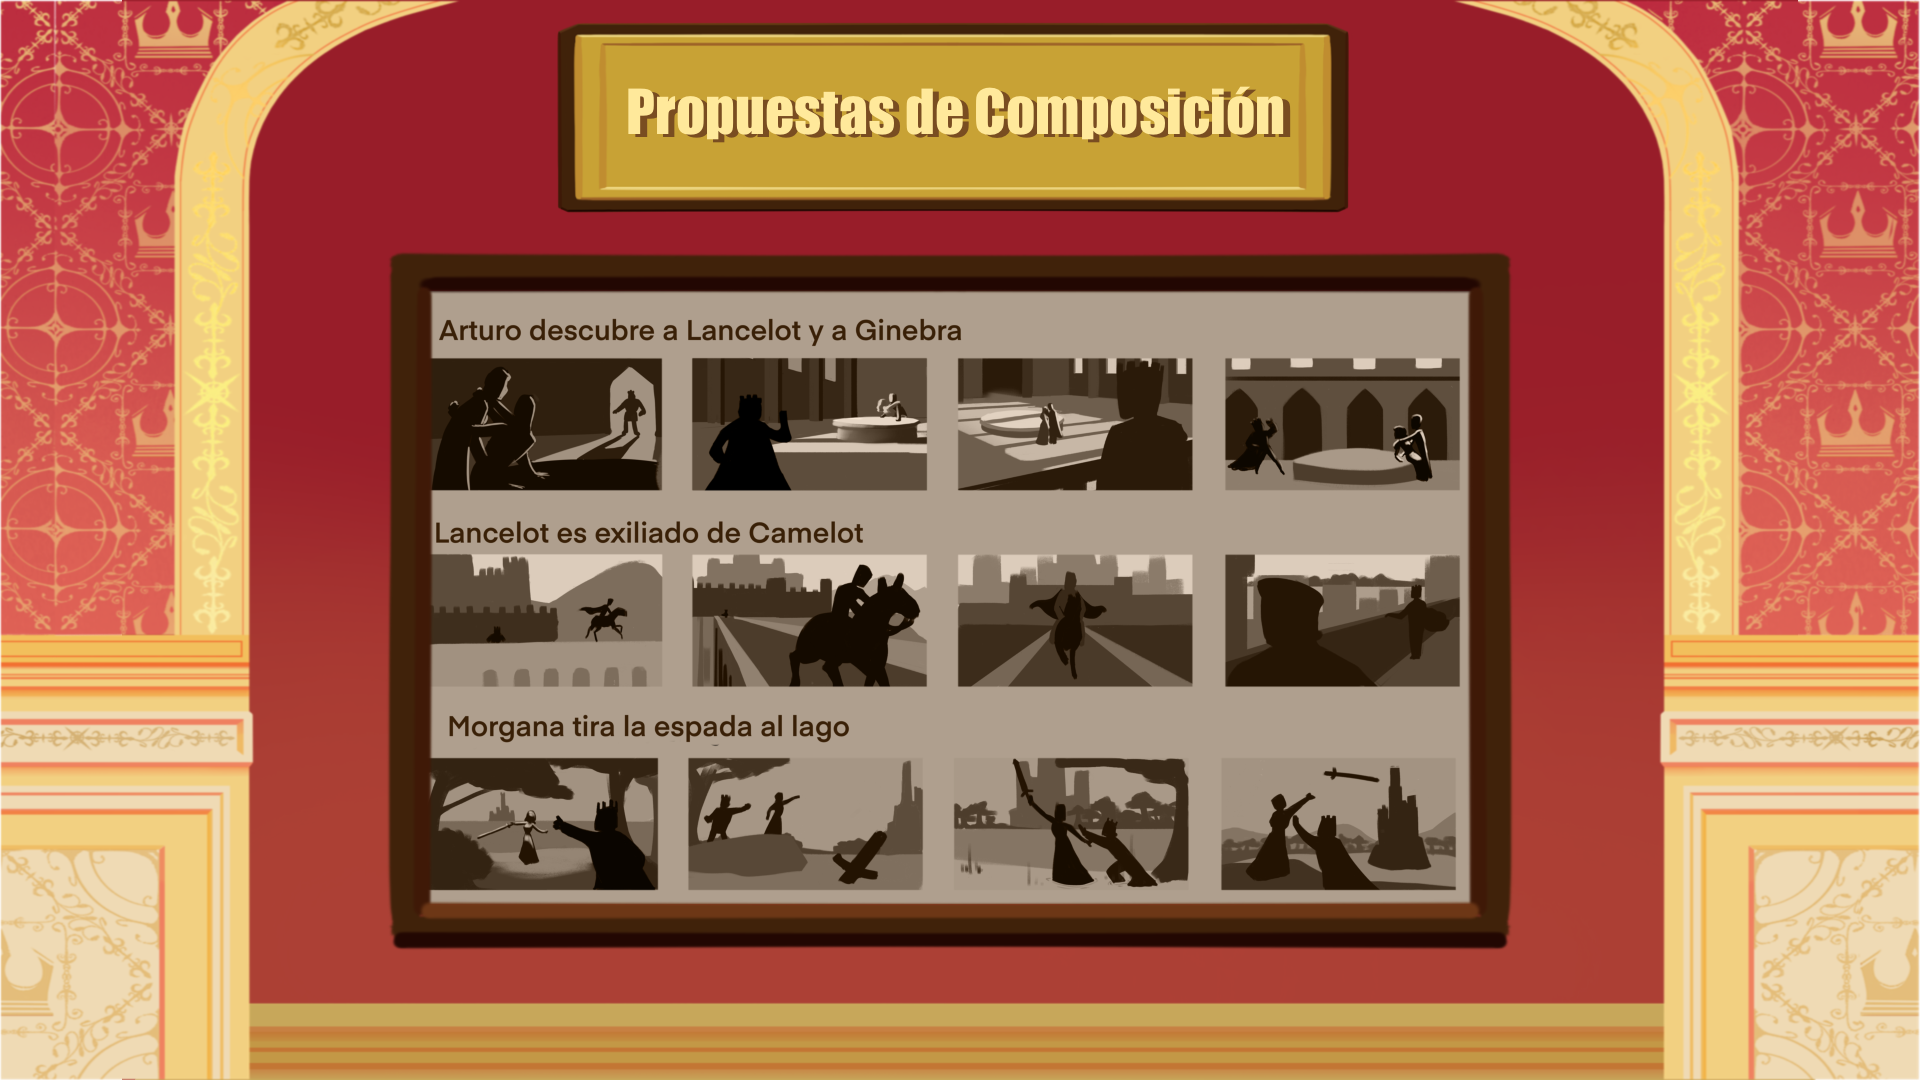 Propuestas de Composición
Arturo descubre a Lancelot y a Ginebra
Lancelot es exiliado de Camelot
Morgana tira la espada al lago